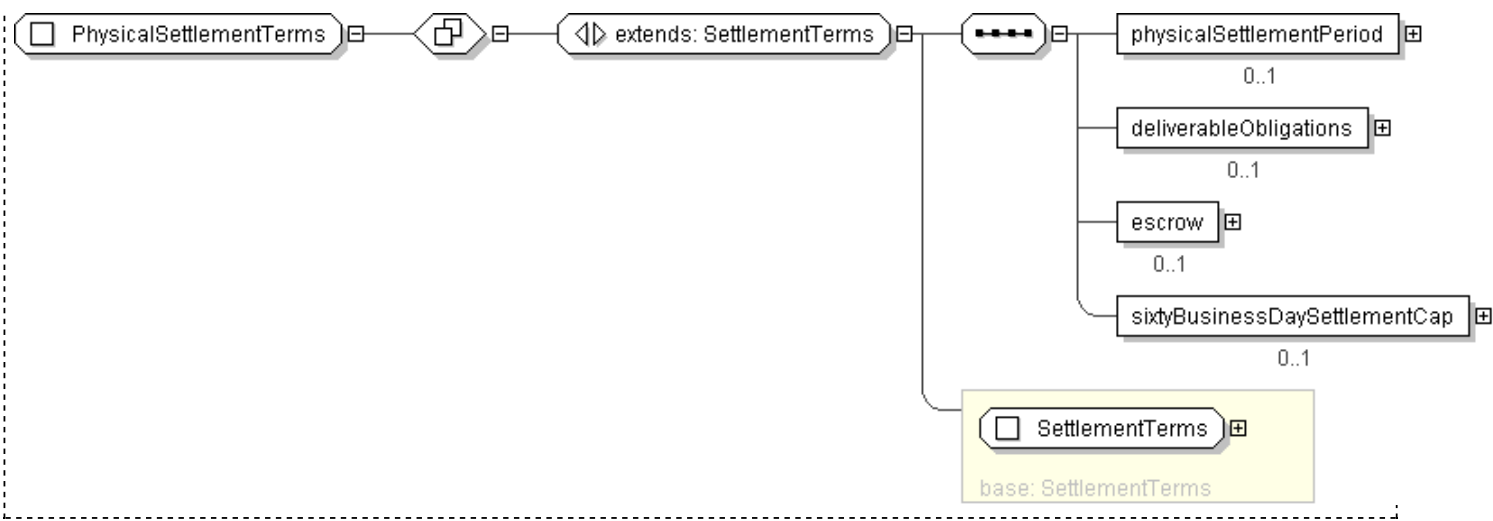 PhysicalSettlementTerms
extends: SettlementTerms
physicalSettlementPeriod
0..1
deliverableObligations
0..1
escrow
0..1
sixtyBusinessDaySettlementCap
0..1
SettlementTerms
base: SettlementTerms